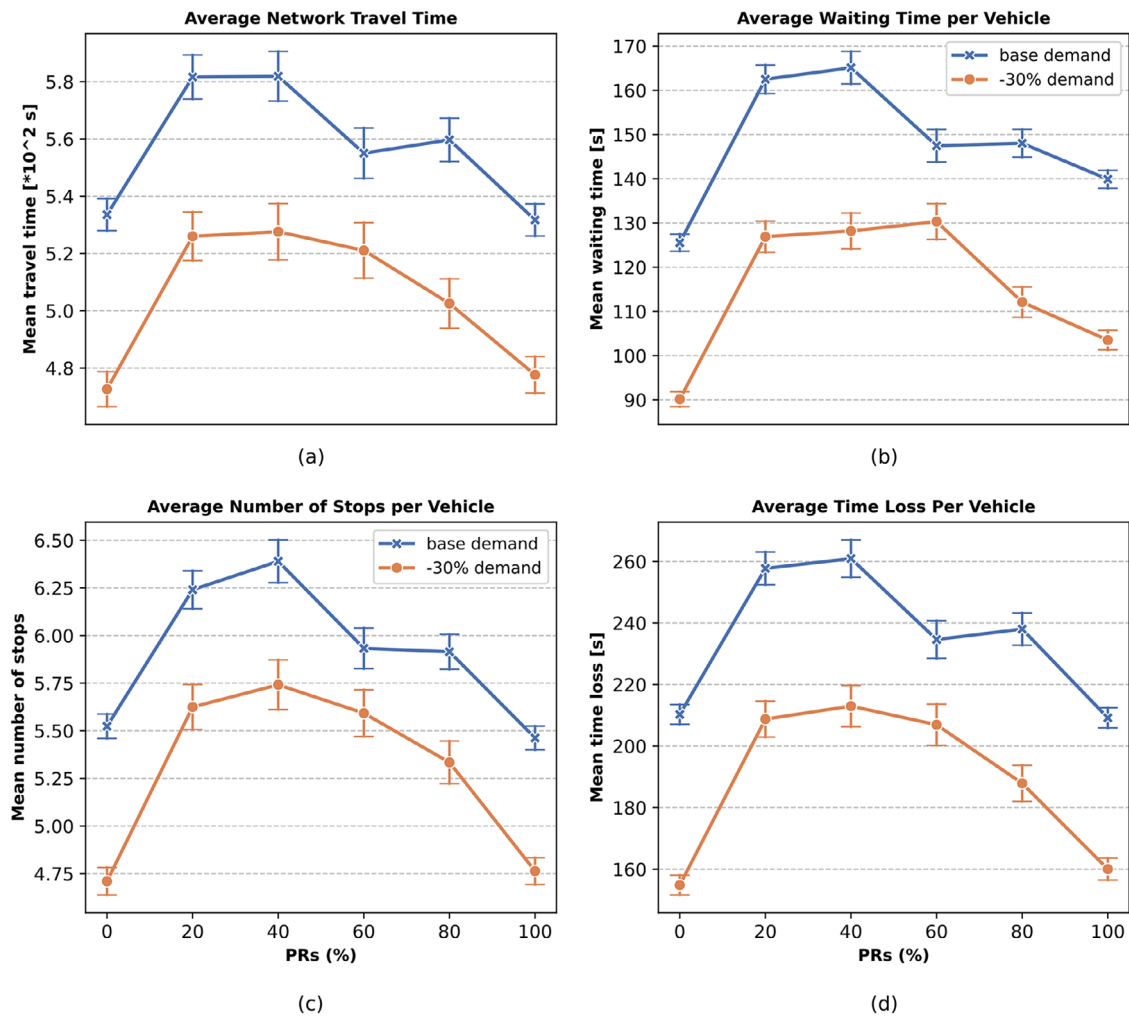 Average Network Travel Time
Mean travel time [*10^2 s]
5.8
5.6
5.4
5.2
5.0
4.8
(a)
Average Waiting Time per Vehicle
base demand
-30% demand
Mean waiting time [s]
170
160
150
140
130
120
110
100
90
(b)
Average Number of Stops per Vehicle
base demand
-30% demand
Mean number of stops
6.50
6.25
6.00
5.75
5.50
5.25
5.00
4.75
0 20 40 60 80 100
PRs (%)
(c)
Average Time Loss Per Vehicle
Mean time loss [s]
260
240
220
200
180
160
0 20 40 60 80 100
PRs (%)
(d)